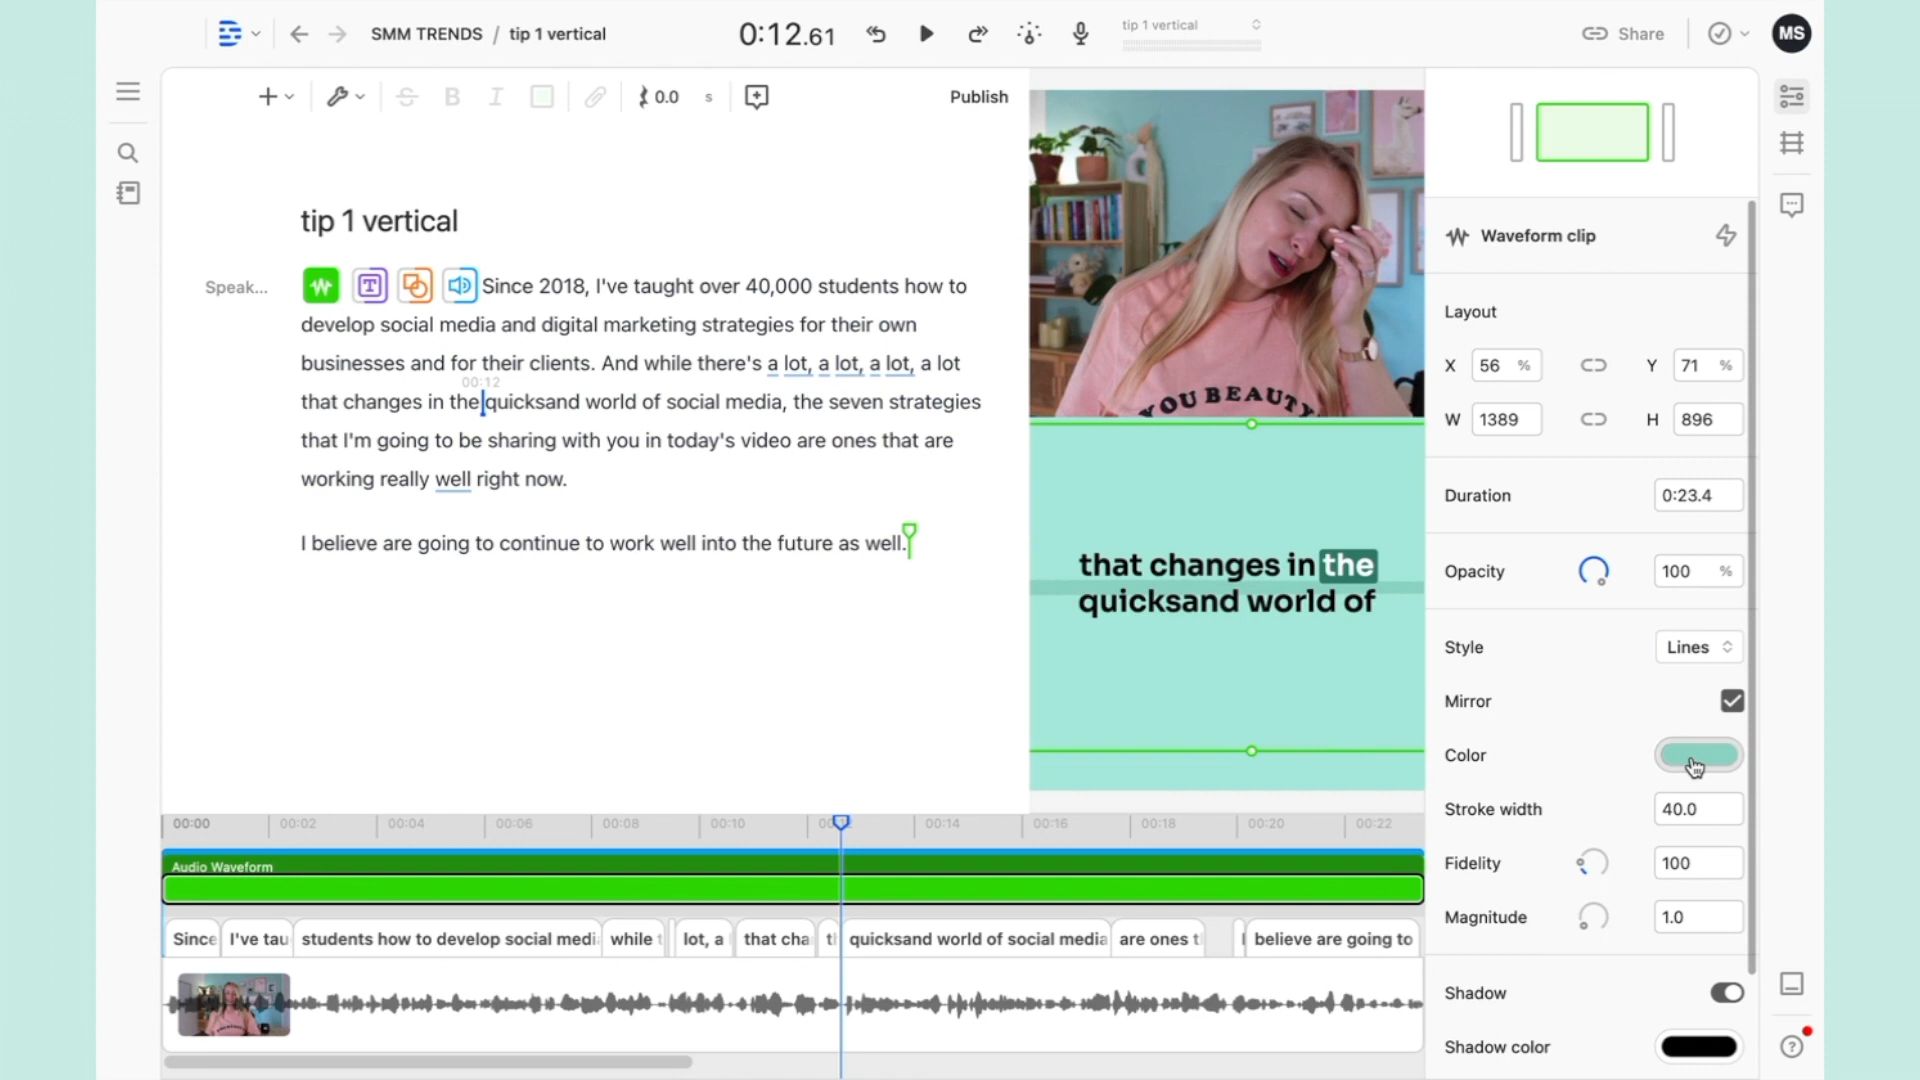 SMM TRENDS / tip 1 vertical
0:12.61
tip 1 vertical
Share
MS
0.0 s
Publish
tip 1 vertical
Speak...
Since 2018, I've taught over 40,000 students how to
develop social media and digital marketing strategies for their own
businesses and for their clients. And while there's a lot, a lot, a lot, a lot
00:12
that changes in the quicksand world of social media, the seven strategies
that I'm going to be sharing with you in today's video are ones that are
working really well right now.
I believe are going to continue to work well into the future as well.
YOU BEAUTY
that changes in the
quicksand world of
Waveform clip
Layout
X 56 % Y 71 %
W 1389 H 896
Duration 0:23.4
Opacity 100 %
Style Lines
Mirror
Color
Stroke width 40.0
Fidelity 100
Magnitude 1.0
Shadow
Shadow color
00:00 00:02 00:04 00:06 00:08 00:10 00:14 00:16 00:18 00:20 00:22
Audio Waveform
Since I've tau students how to develop social medi while lot, a that cha quicksand world of social media are ones believe are going to